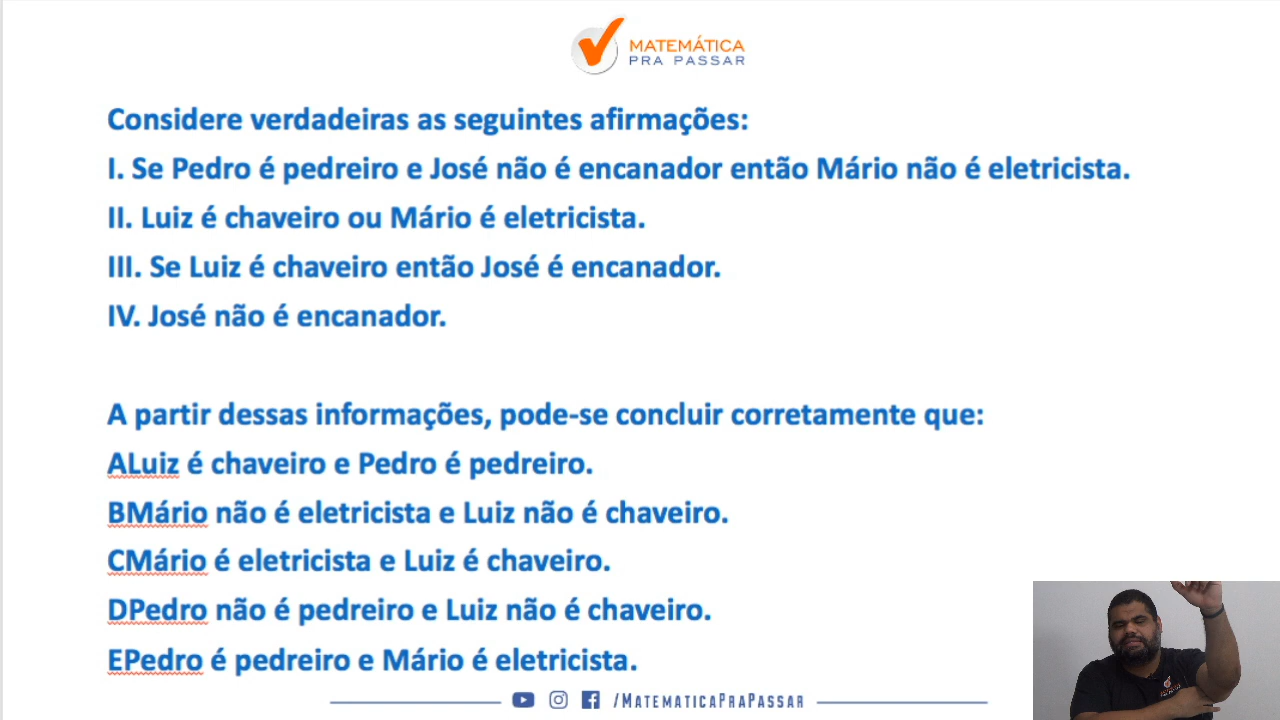 MATEMÁTICA
PRA PASSAR
Considere verdadeiras as seguintes afirmações:
I. Se Pedro é pedreiro e José não é encanador então Mário não é eletricista.
II. Luiz é chaveiro ou Mário é eletricista.
III. Se Luiz é chaveiro então José é encanador.
IV. José não é encanador.
A partir dessas informações, pode-se concluir corretamente que:
ALuiz é chaveiro e Pedro é pedreiro.
BMário não é eletricista e Luiz não é chaveiro.
CMário é eletricista e Luiz é chaveiro.
DPedro não é pedreiro e Luiz não é chaveiro.
EPedro é pedreiro e Mário é eletricista.
/MATEMATICAPRAPASSAR